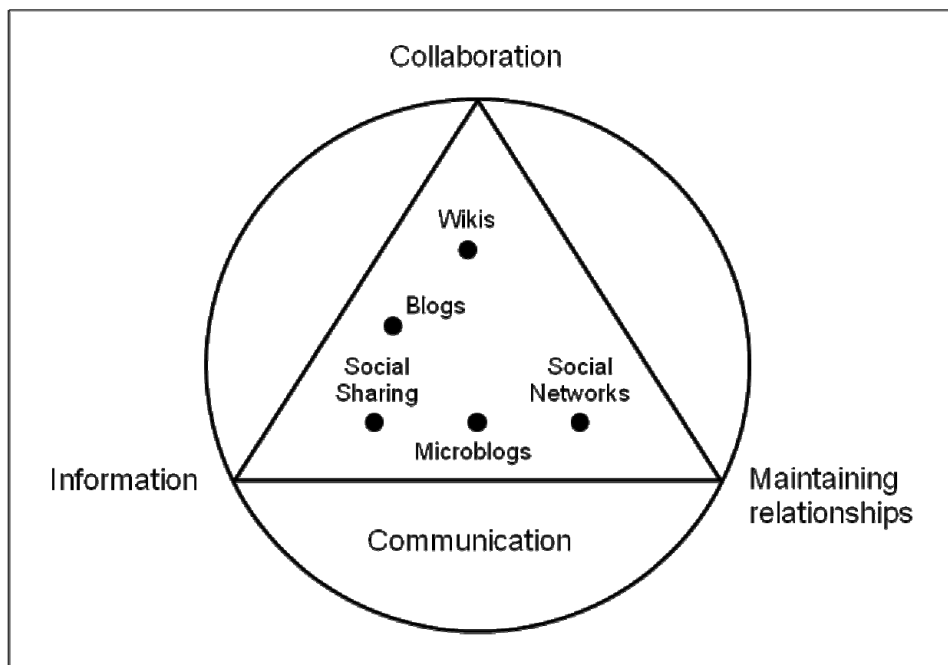 Collaboration
Wikis
Blogs
Social
Sharing
Social
Networks
Microblogs
Information
Maintaining
relationships
Communication